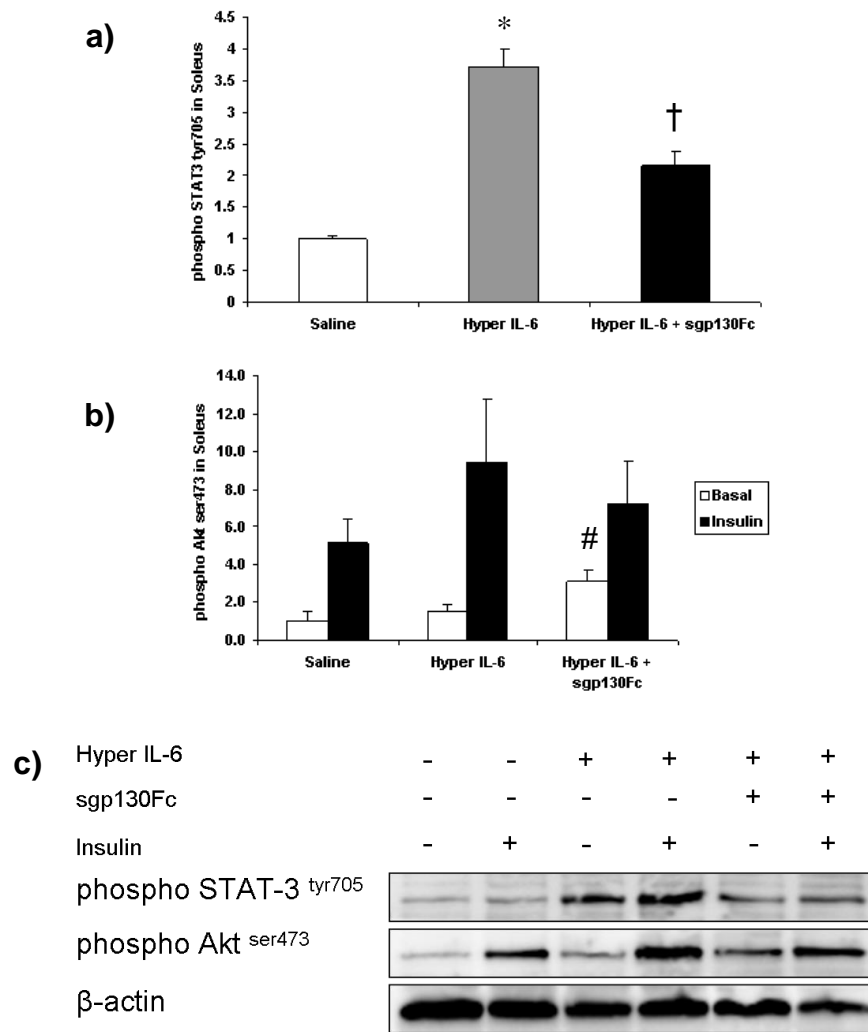 a)
phospho STAT3 tyr705 in Soleus
4.5
4
3.5
3
2.5
2
1.5
1
0.5
0
*
†
Saline
Hyper IL-6
Hyper IL-6 + sgp130Fc
b)
phospho Akt ser473 in Soleus
14.0
12.0
10.0
8.0
6.0
4.0
2.0
0.0
#
Basal
Insulin
Saline
Hyper IL-6
Hyper IL-6 +
sgp130Fc
c)
Hyper IL-6 - - + + + +
sgp130Fc - - - - + +
Insulin - + - + - +
phospho STAT-3 tyr705
phospho Akt ser473
β-actin